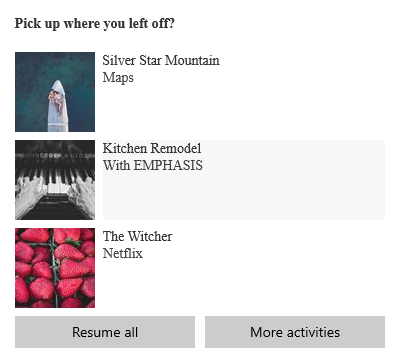 Pick up where you left off?
Silver Star Mountain
Maps
Kitchen Remodel
With EMPHASIS
The Witcher
Netflix
Resume all
More activities